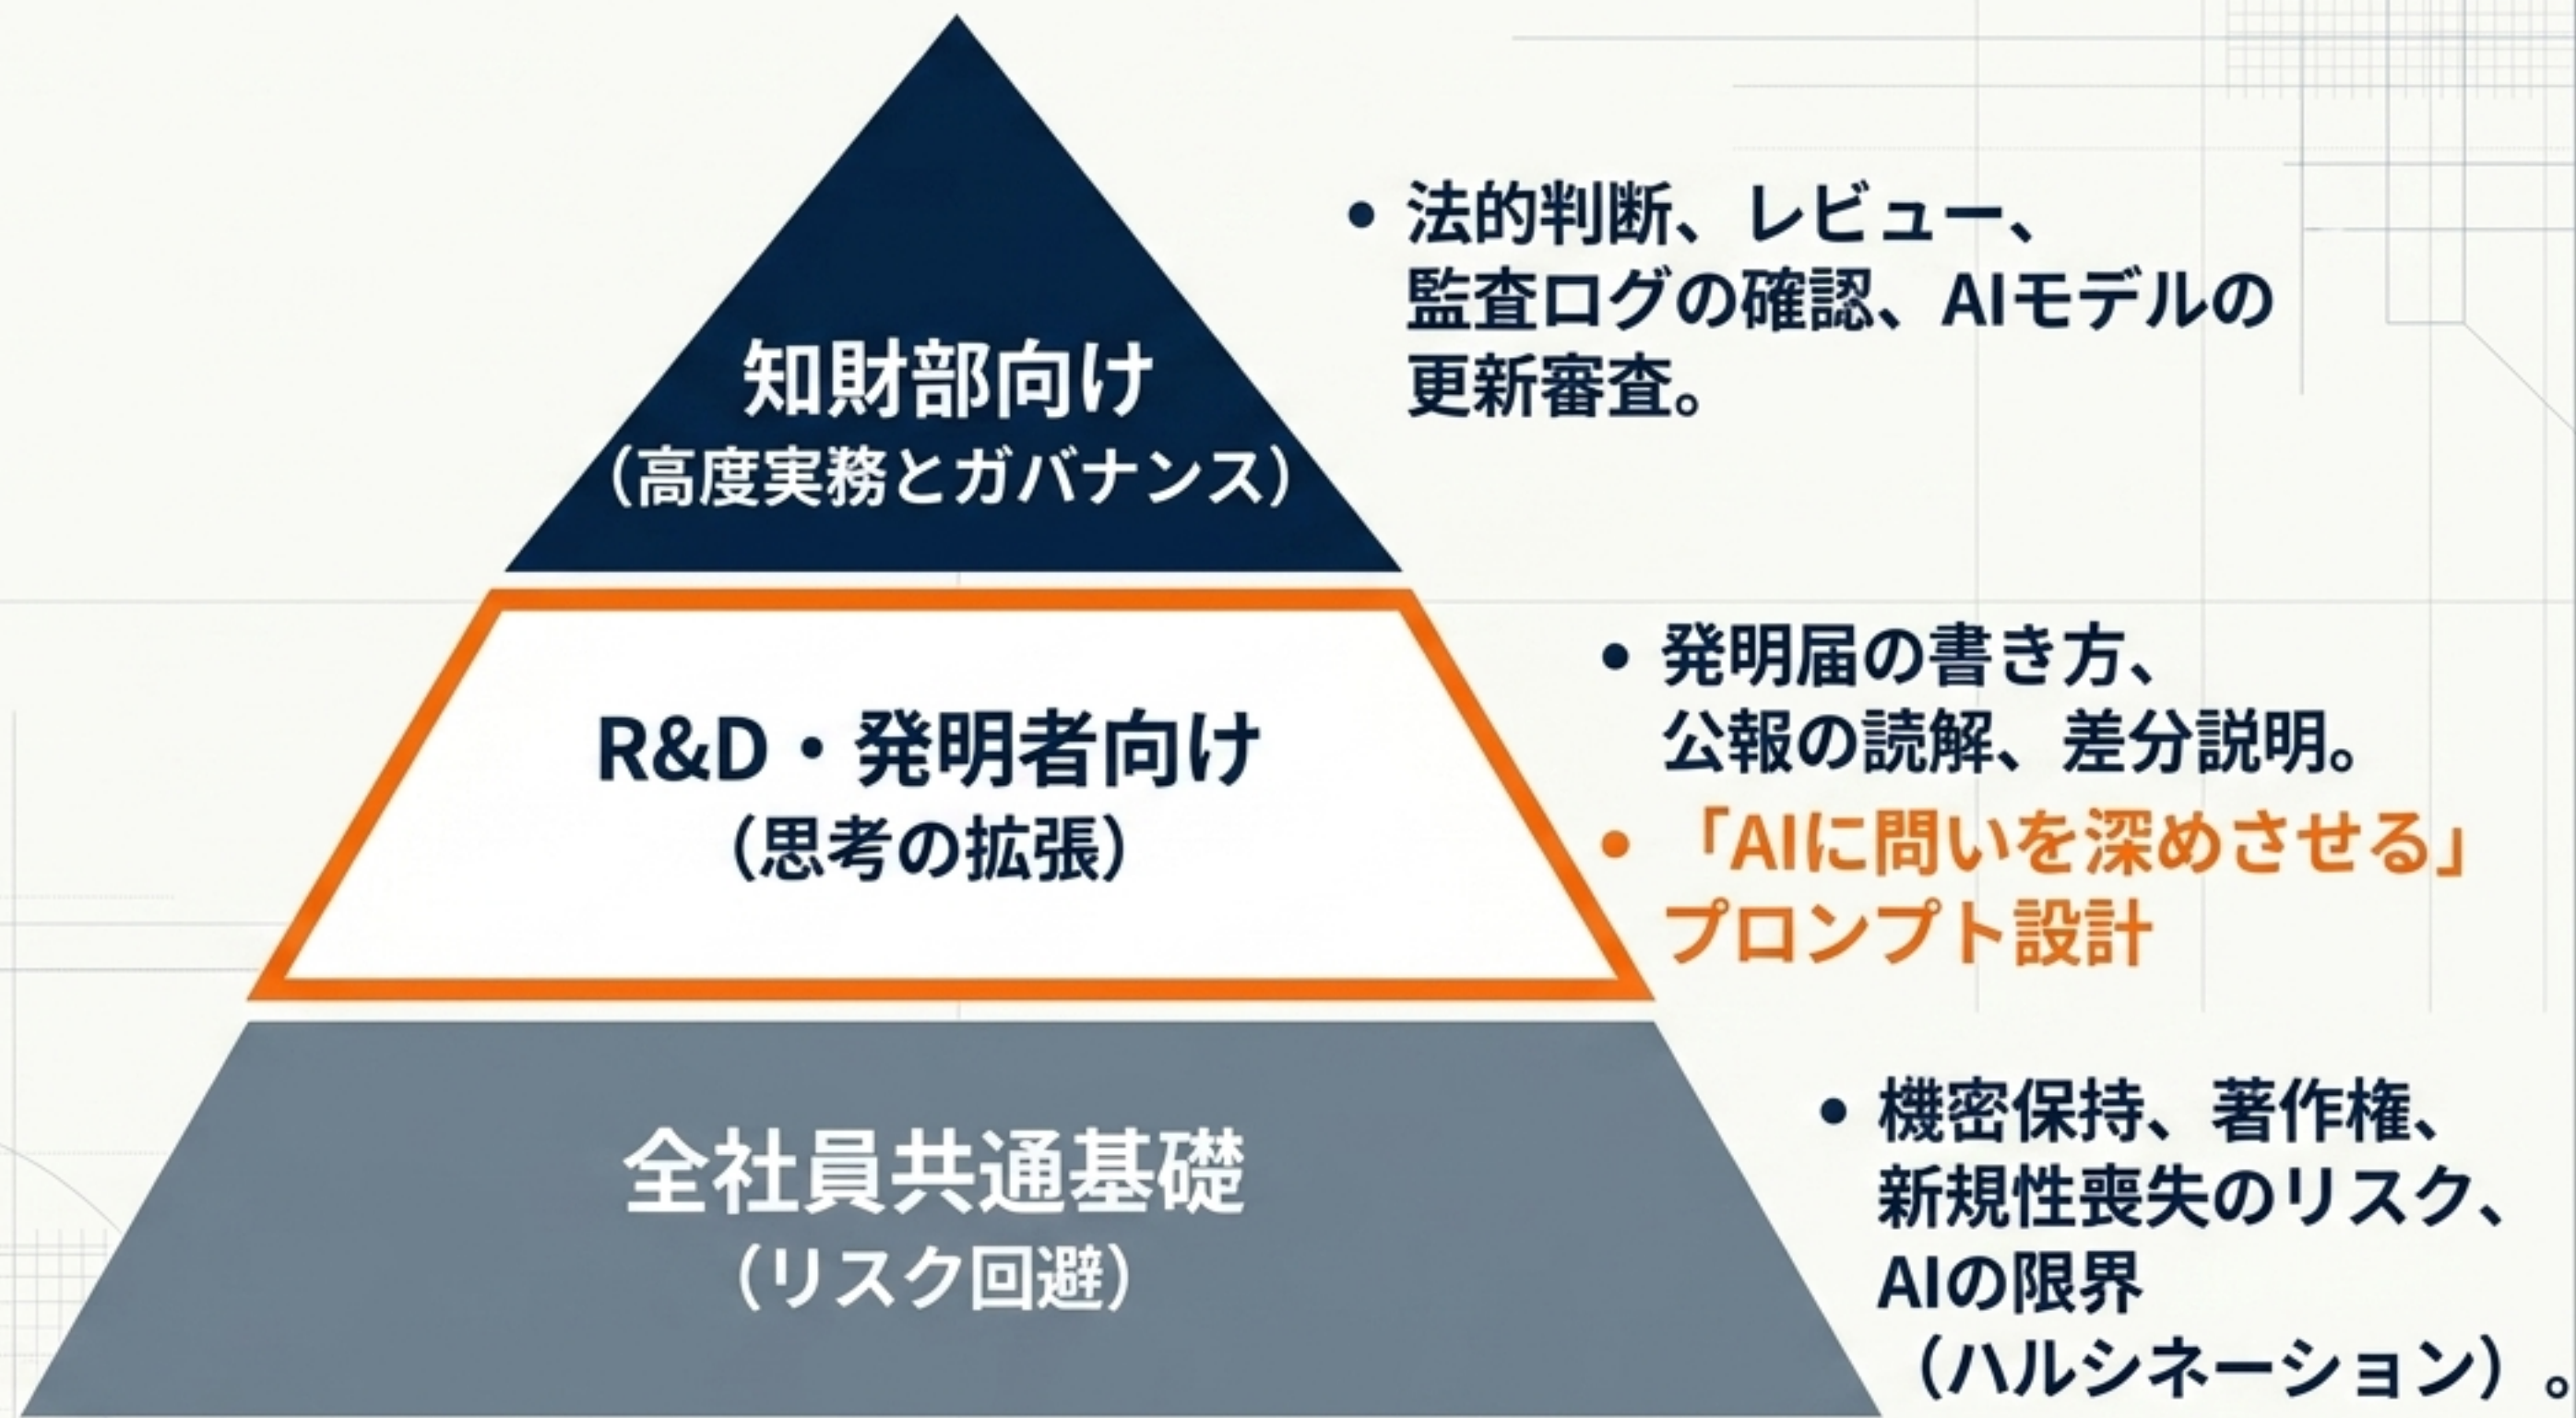 知財部向け
（高度実務とガバナンス）
• 法的判断、レビュー、
監査ログの確認、AIモデルの
更新審査。
R&D・発明者向け
（思考の拡張）
• 発明届の書き方、
公報の読解、差分説明。
• 「AIに問いを深めさせる」
プロンプト設計
全社員共通基礎
（リスク回避）
• 機密保持、著作権、
新規性喪失のリスク、
AIの限界
（ハルシネーション）。